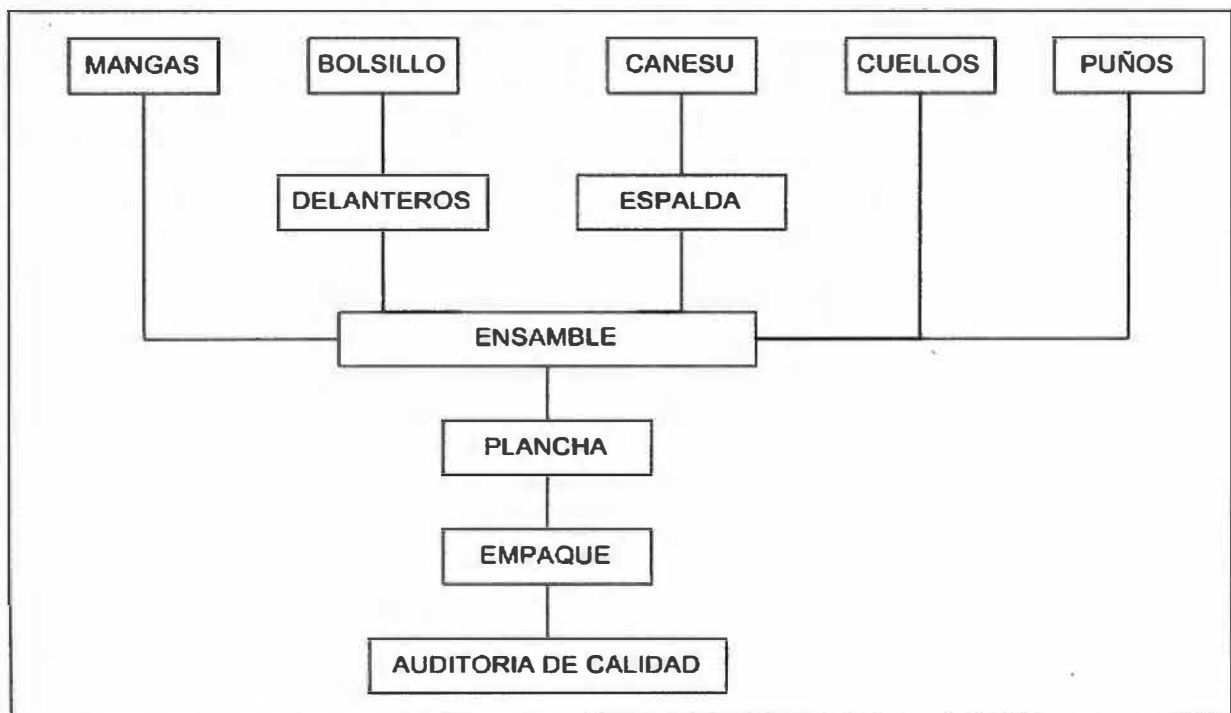 MANGAS
BOLSILLO
CANESU
CUELLOS
PUÑOS
DELANTEROS
ESPALDA
ENSAMBLE
PLANCHA
EMPAQUE
AUDITORIA DE CALIDAD